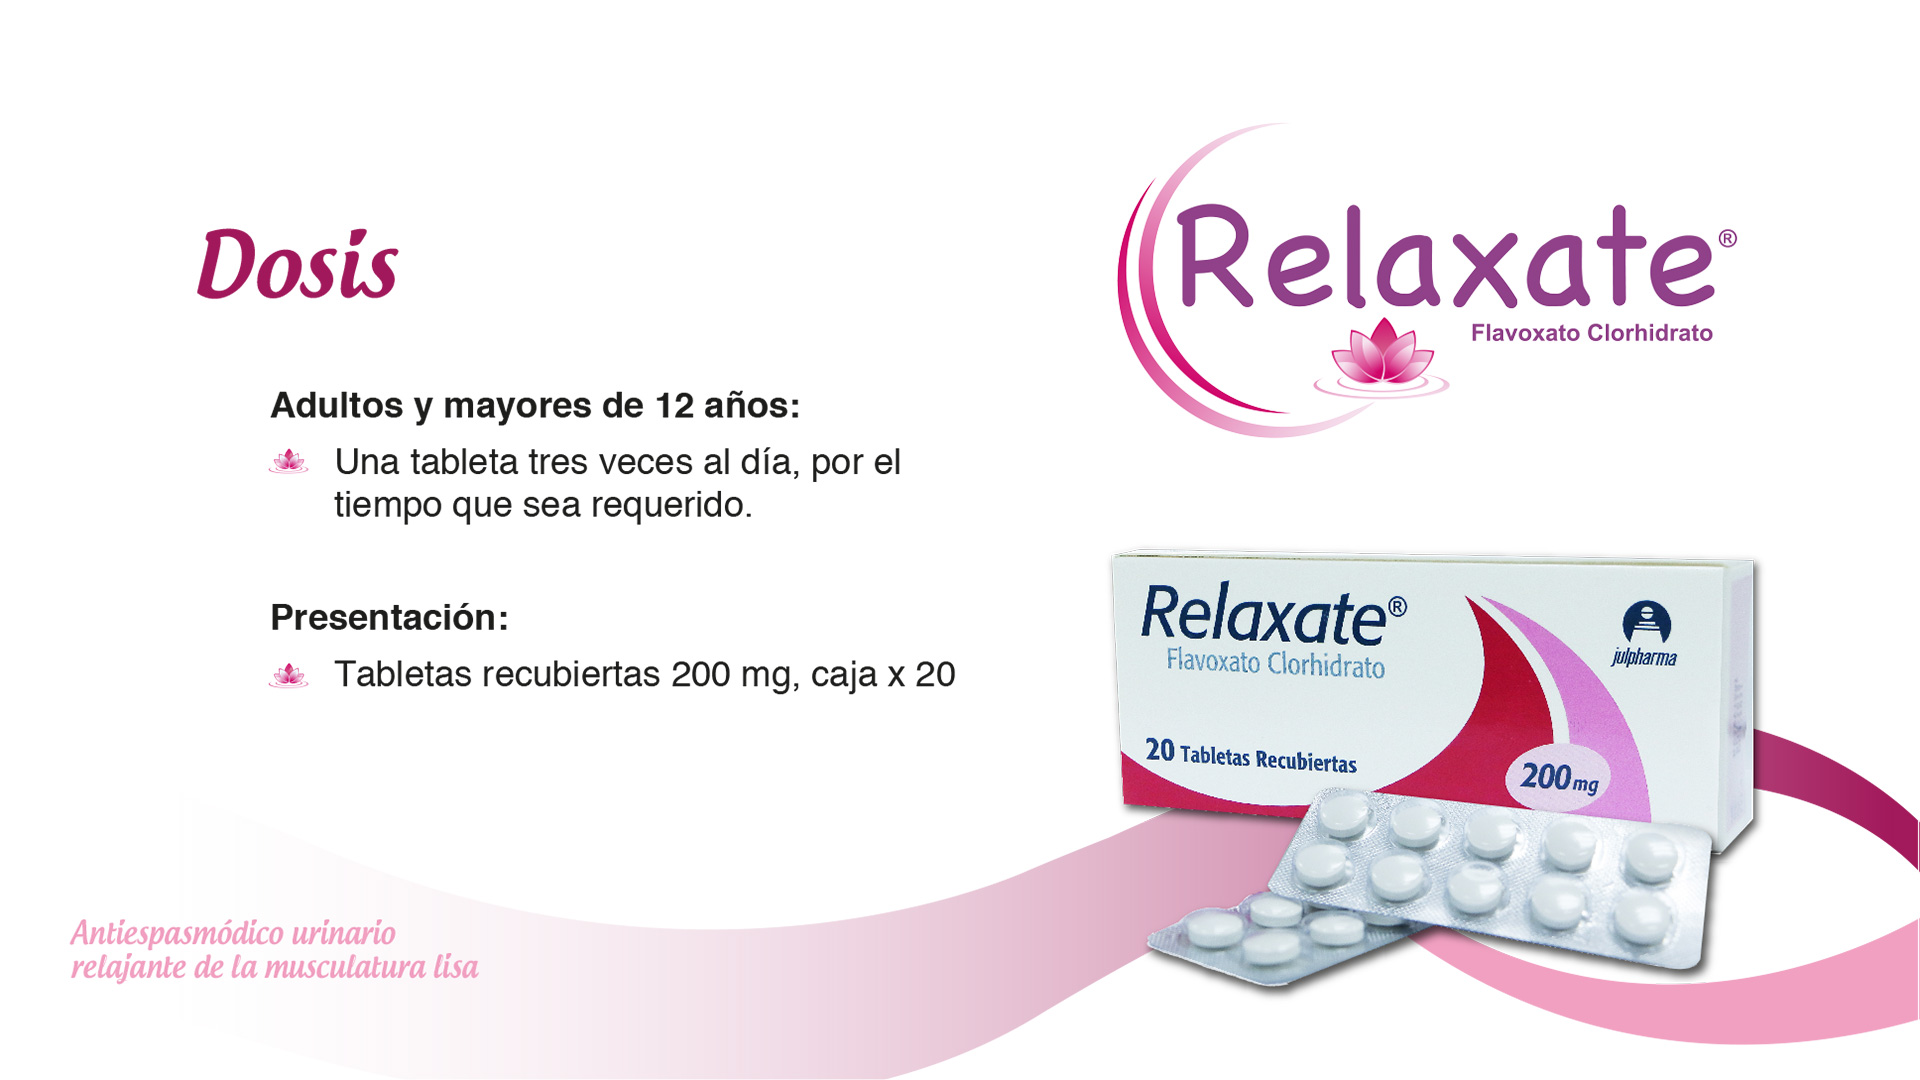 Dosis
Adultos y mayores de 12 años:
Una tableta tres veces al día, por el
tiempo que sea requerido.
Presentación:
Tabletas recubiertas 200 mg, caja x 20
Antiespasmódico urinario
relajante de la musculatura lisa
Relaxate®
Flavoxato Clorhidrato
Relaxate®
Flavoxato Clorhidrato
julpharma
20 Tabletas Recubiertas
200 mg